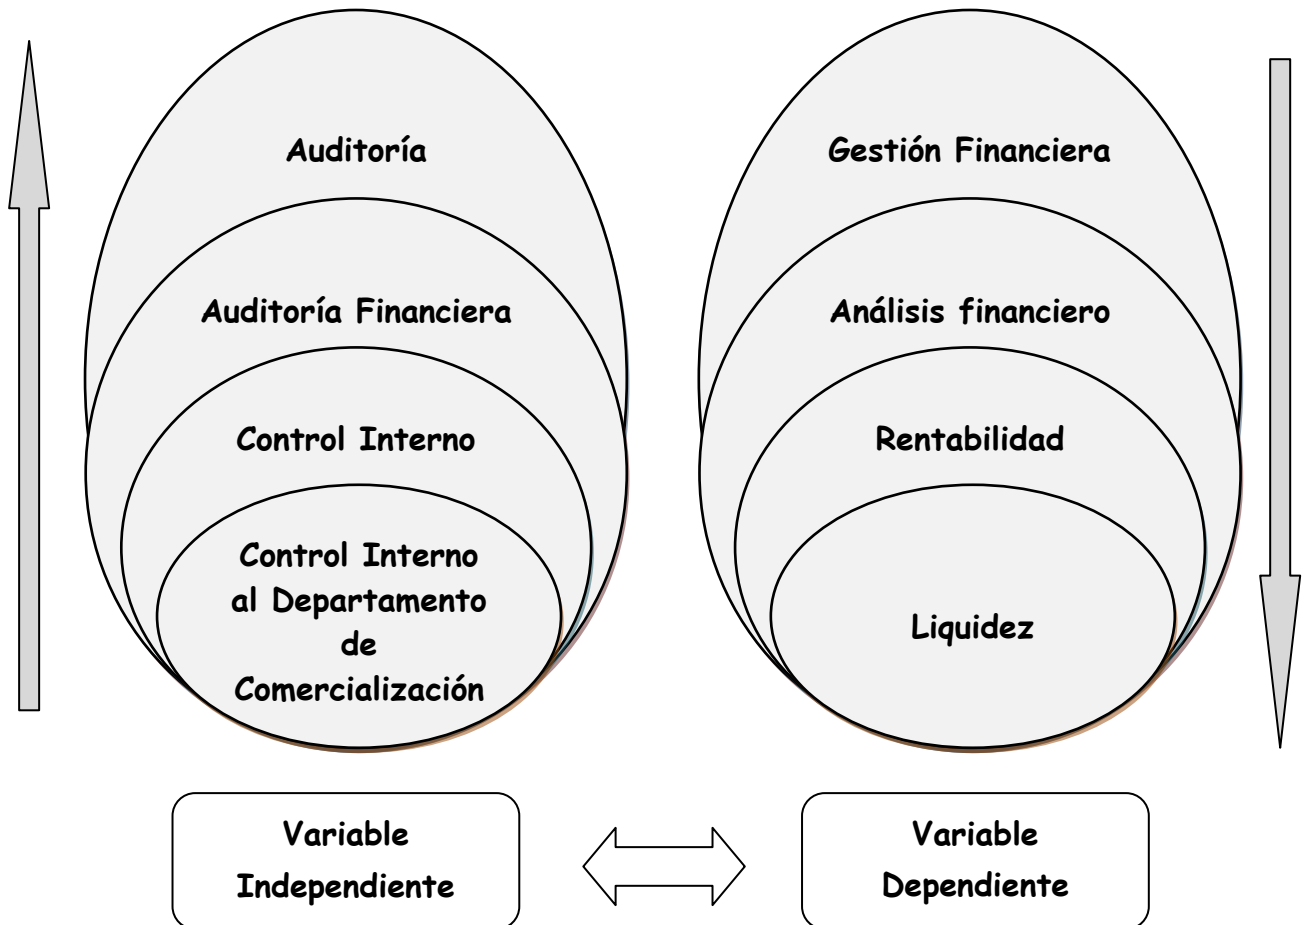 Auditoría
Auditoría Financiera
Control Interno
Control Interno
al Departamento
de
Comercialización
Gestión Financiera
Análisis financiero
Rentabilidad
Liquidez
Variable
Independiente
Variable
Dependiente